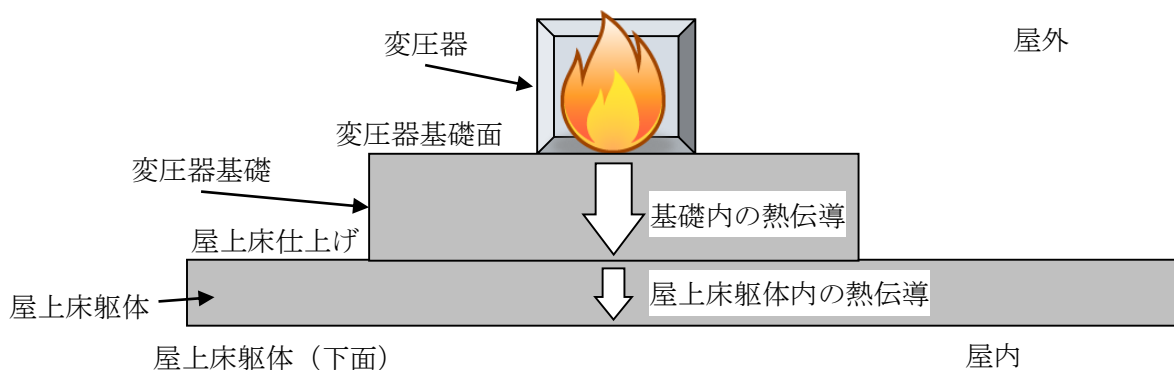 屋外
変圧器
変圧器基礎面
変圧器基礎
基礎内の熱伝導
屋上床仕上げ
屋上床躯体
屋上床躯体内の熱伝導
屋上床躯体（下面）
屋内